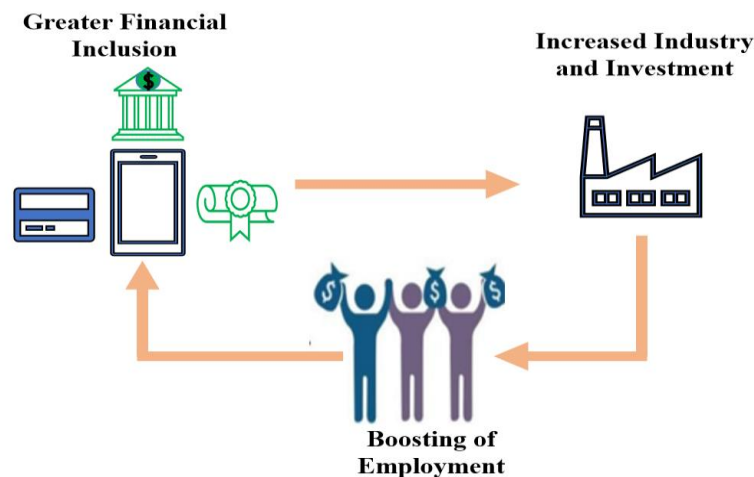 Greater Financial
Inclusion
Increased Industry
and Investment
$
$
$
$
Boosting of
Employment